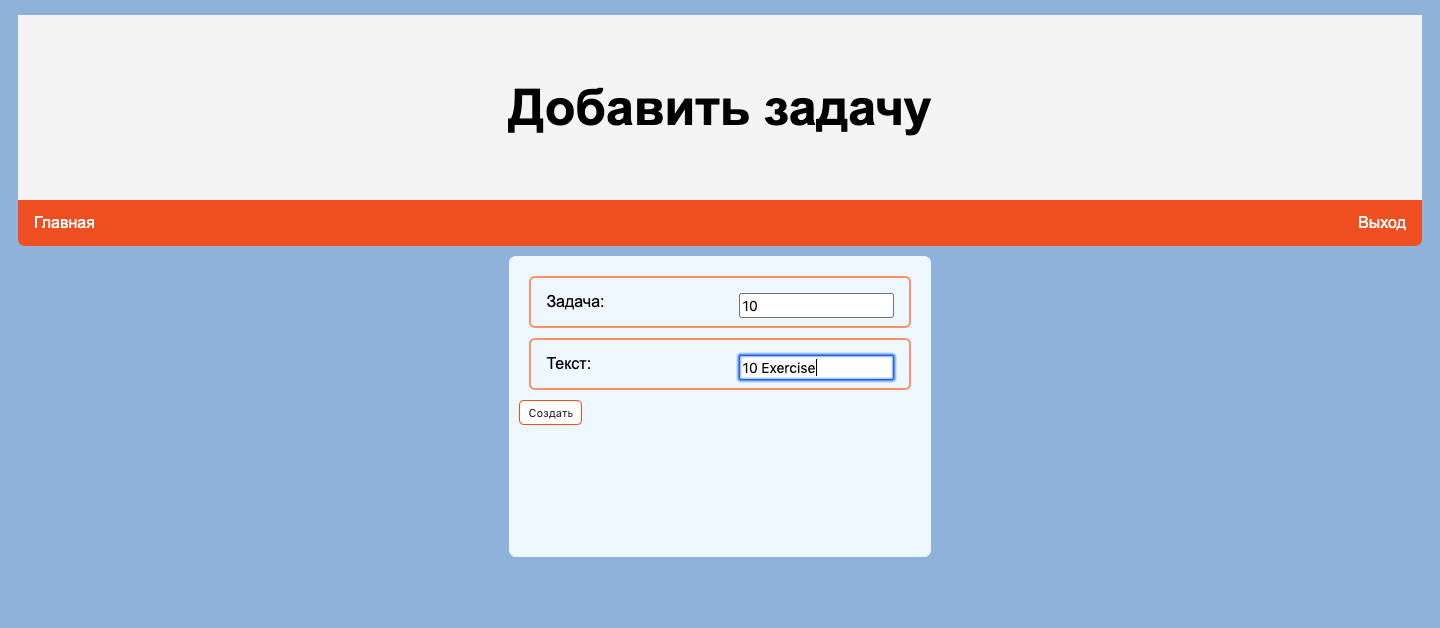 Добавить задачу
Главная Выход
Задача: 10
Текст: 10 Exercise
Создать